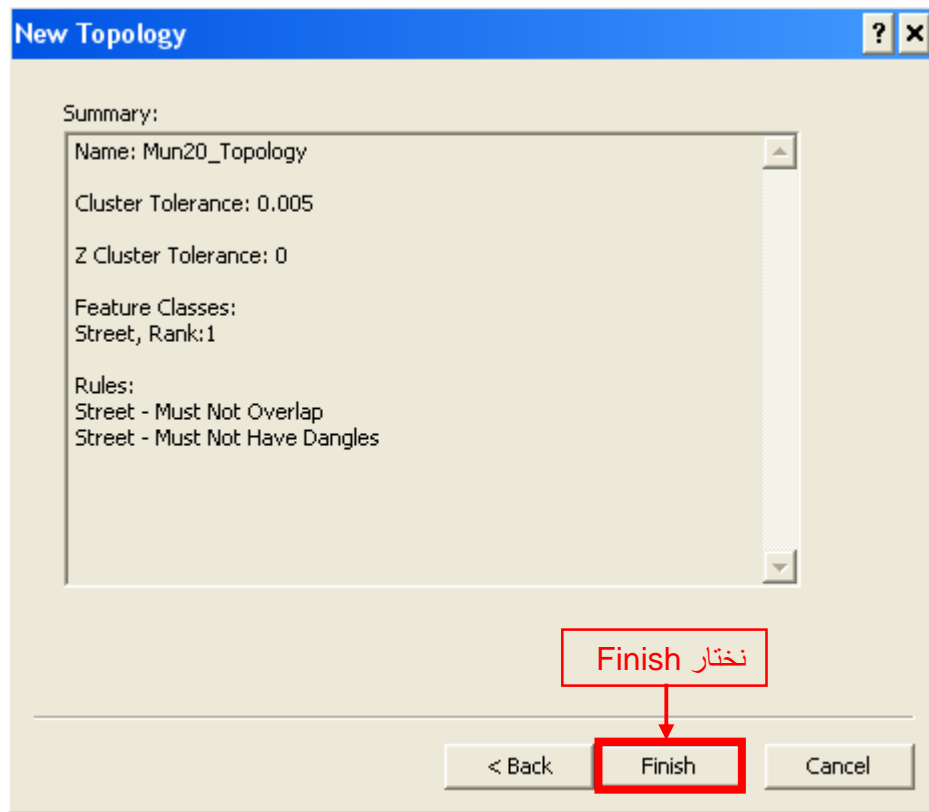 New Topology
Summary:
Name: Mun20_Topology
Cluster Tolerance: 0.005
Z Cluster Tolerance: 0
Feature Classes:
Street, Rank:1
Rules:
Street - Must Not Overlap
Street - Must Not Have Dangles
نختار Finish
< Back
Finish
Cancel